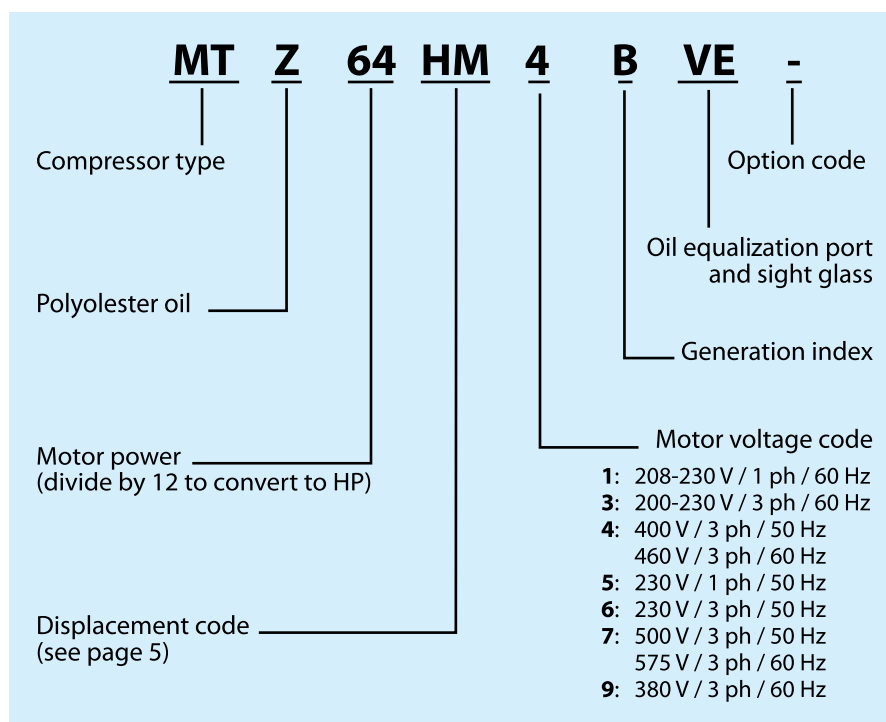 MT Z 64 HM 4 B VE -
Compressor type
Option code
Oil equalization port
and sight glass
Polyolester oil
Generation index
Motor voltage code
Motor power
(divide by 12 to convert to HP)
1: 208-230 V / 1 ph / 60 Hz
3: 200-230 V / 3 ph / 60 Hz
4: 400 V / 3 ph / 50 Hz
460 V / 3 ph / 60 Hz
5: 230 V / 1 ph / 50 Hz
6: 230 V / 3 ph / 50 Hz
7: 500 V / 3 ph / 50 Hz
575 V / 3 ph / 60 Hz
9: 380 V / 3 ph / 60 Hz
Displacement code
(see page 5)